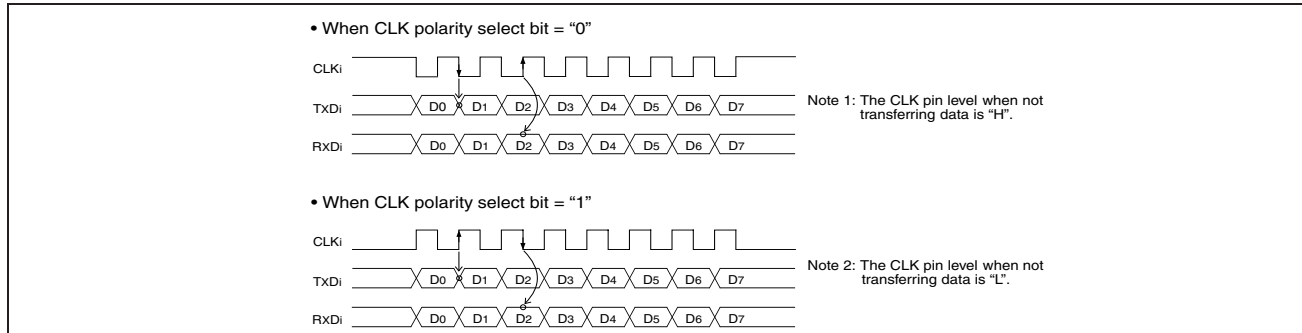 • When CLK polarity select bit = “0”
CLKi
TXDi D0 D1 D2 D3 D4 D5 D6 D7
RXDi D0 D1 D2 D3 D4 D5 D6 D7
Note 1: The CLK pin level when not
transferring data is “H”.
• When CLK polarity select bit = “1”
CLKi
TXDi D0 D1 D2 D3 D4 D5 D6 D7
RXDi D0 D1 D2 D3 D4 D5 D6 D7
Note 2: The CLK pin level when not
transferring data is “L”.